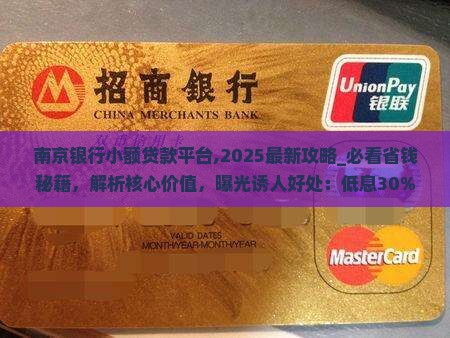 招商銀行
CHINA MERCHANTS BANK
UnionPay
银联
南京银行小额贷款平台,2025最新攻略_必看省钱
秘籍，解析核心价值，曝光诱人好处：低息30%
VALID DATES
MONTH/YEAR-MONTH/YEAR
MasterCard